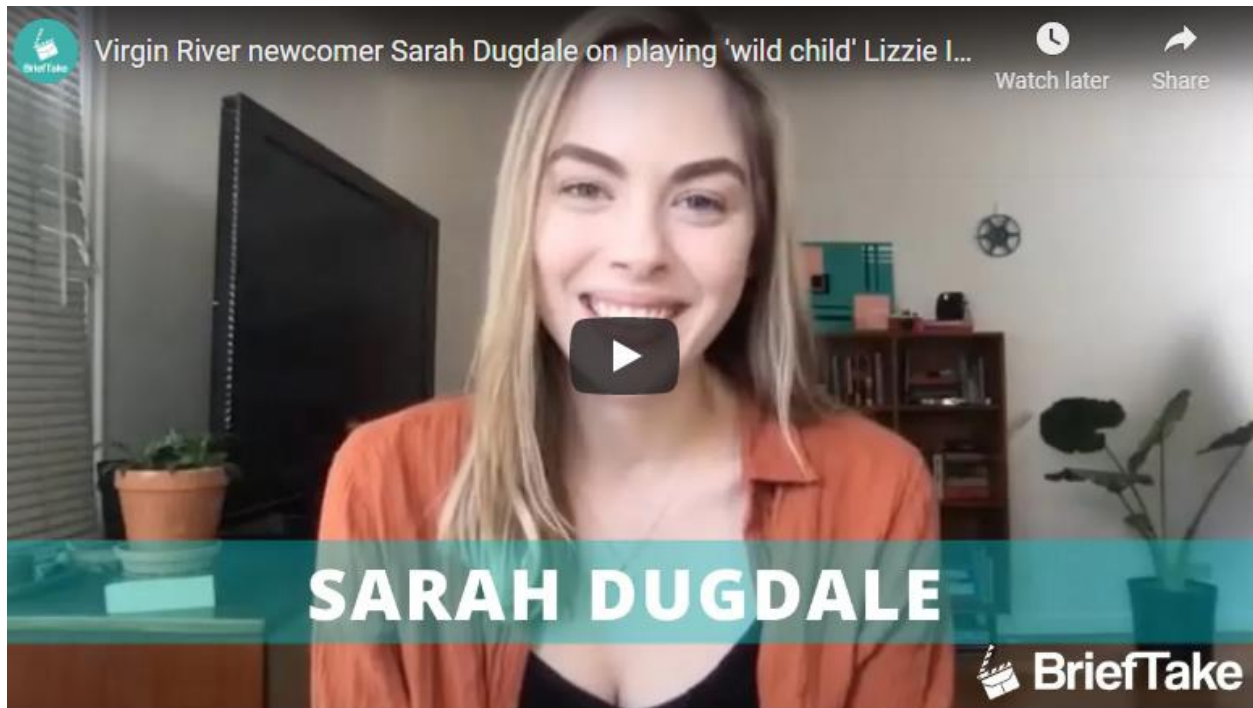 BriefTake
Virgin River newcomer Sarah Dugdale on playing 'wild child' Lizzie I...
Watch later
Share
SARAH DUGDALE
BriefTake